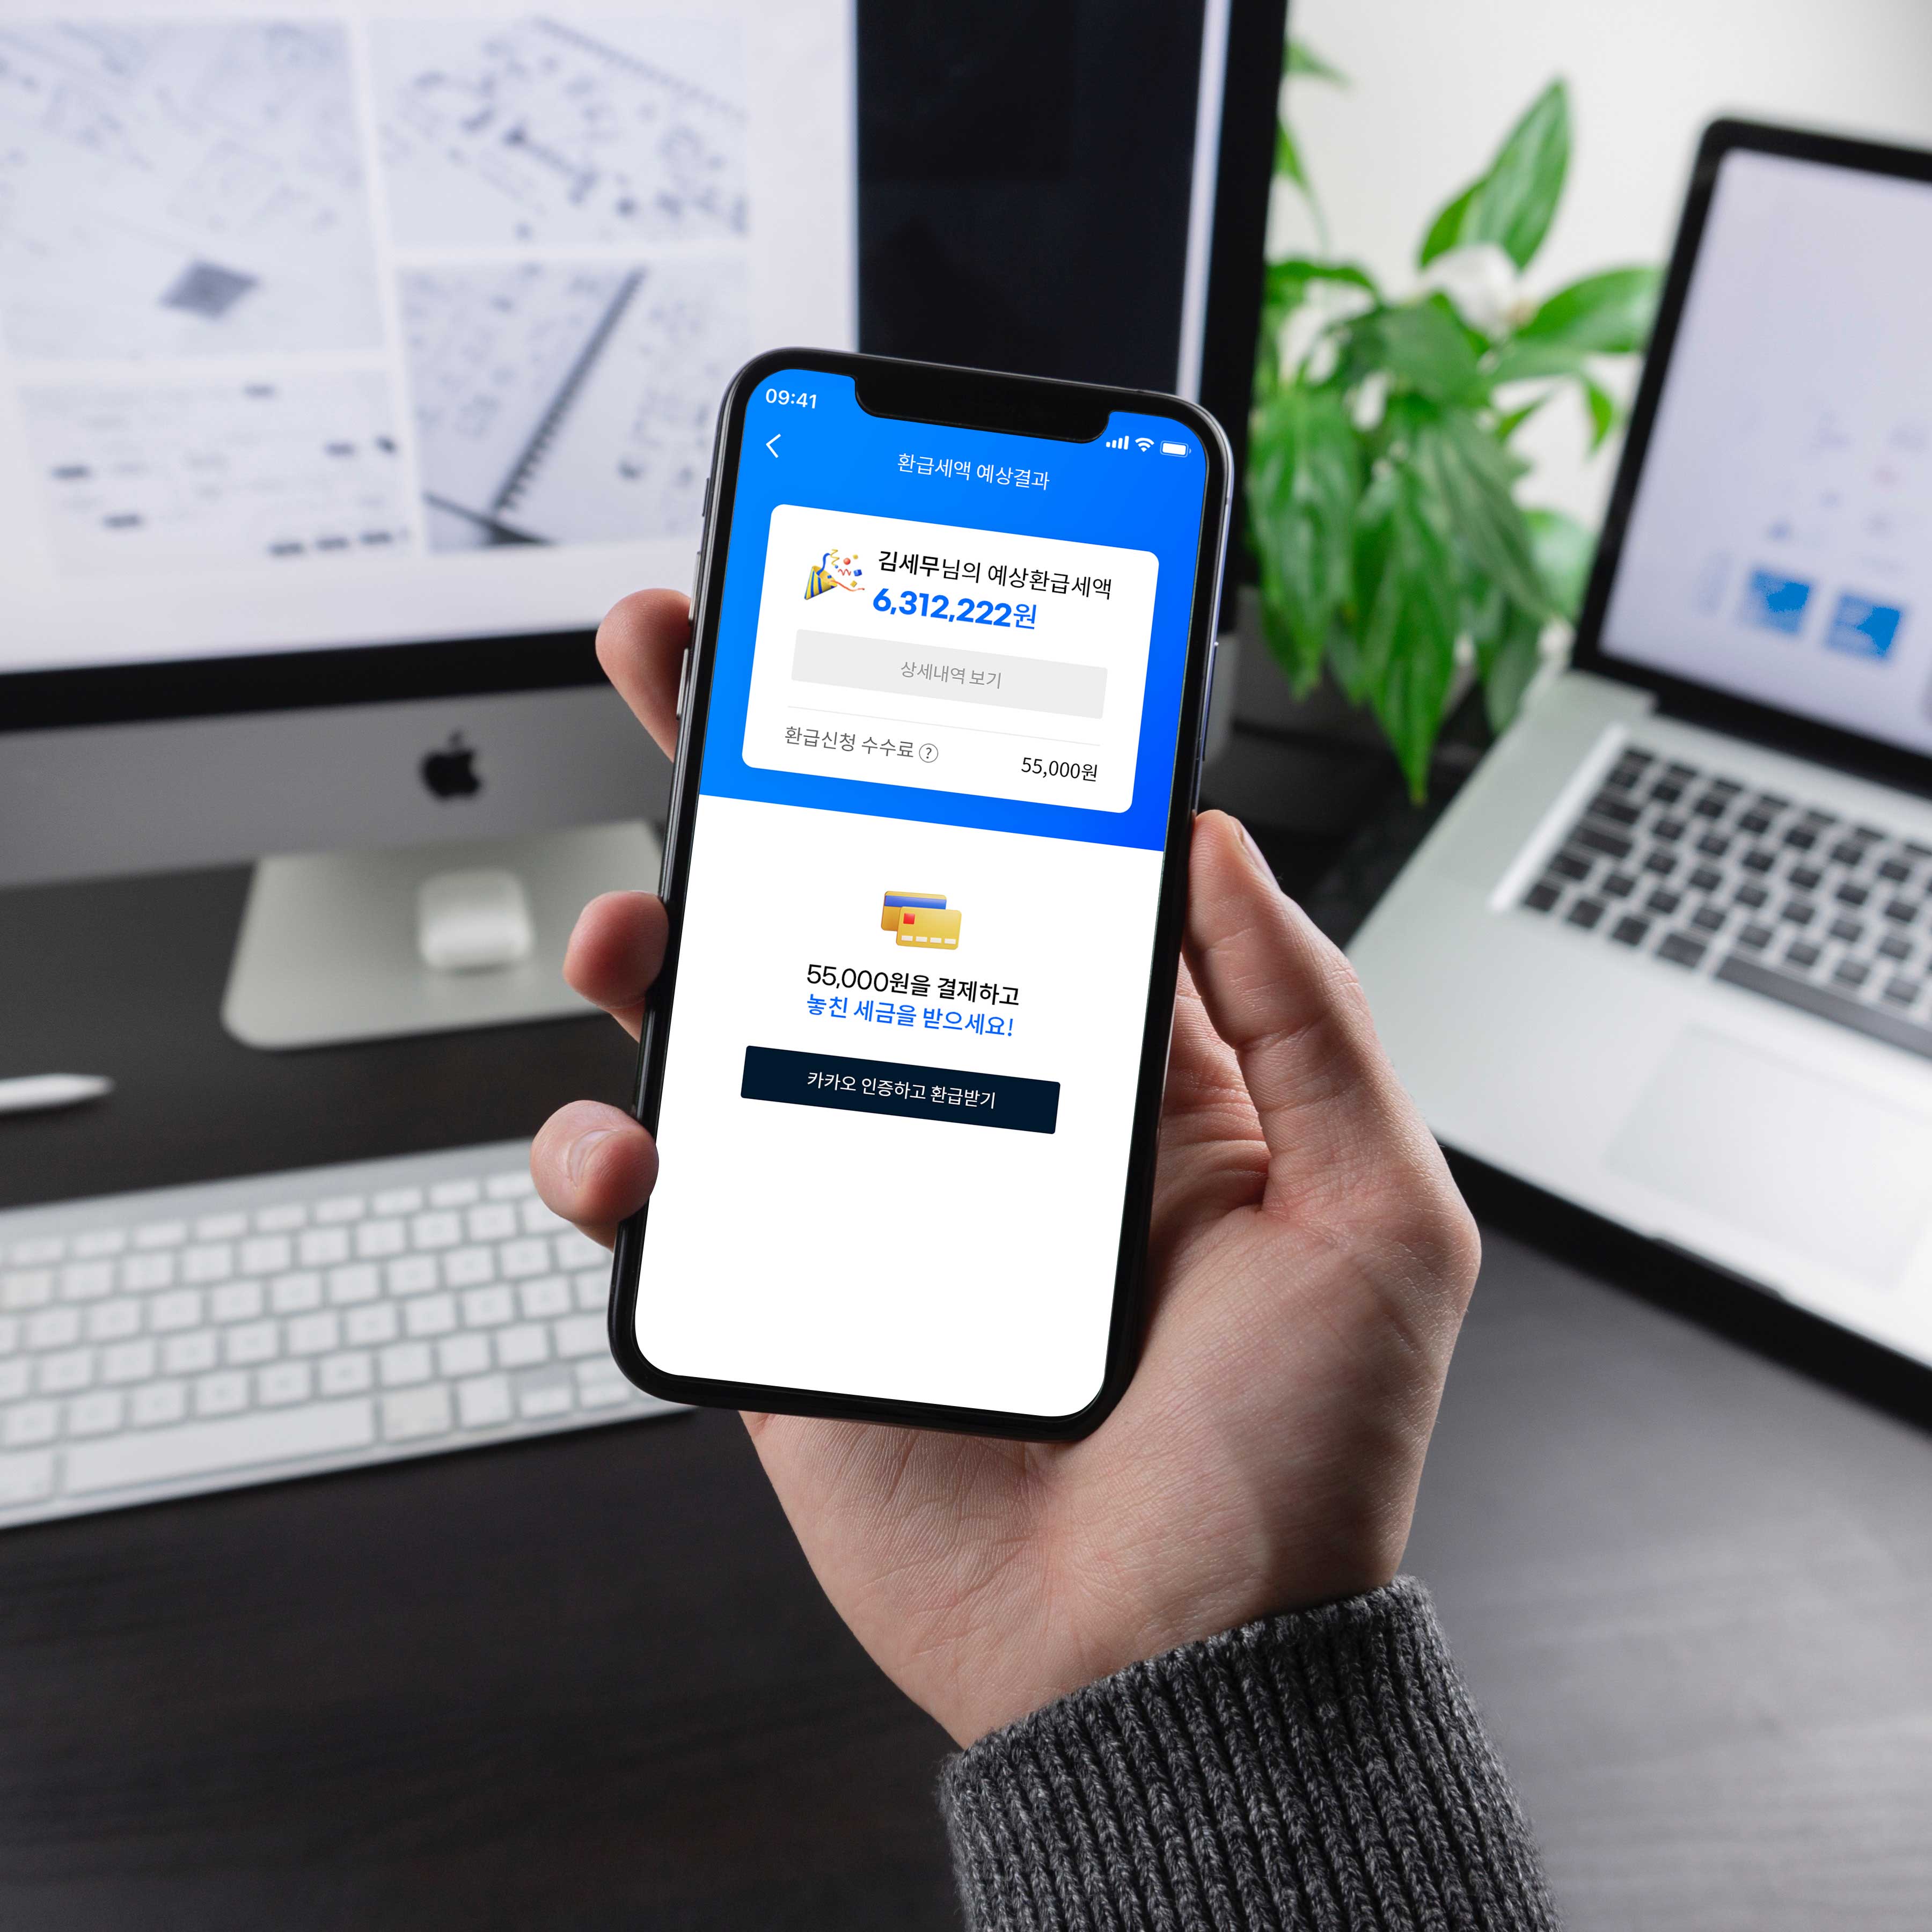 09:41
환급세액 예상결과
김세무님의 예상환급세액
6,312,222원
상세내역 보기
환급신청 수수료 ?
55,000원
55,000원을 결제하고
놓친 세금을 받으세요!
카카오 인증하고 환급받기